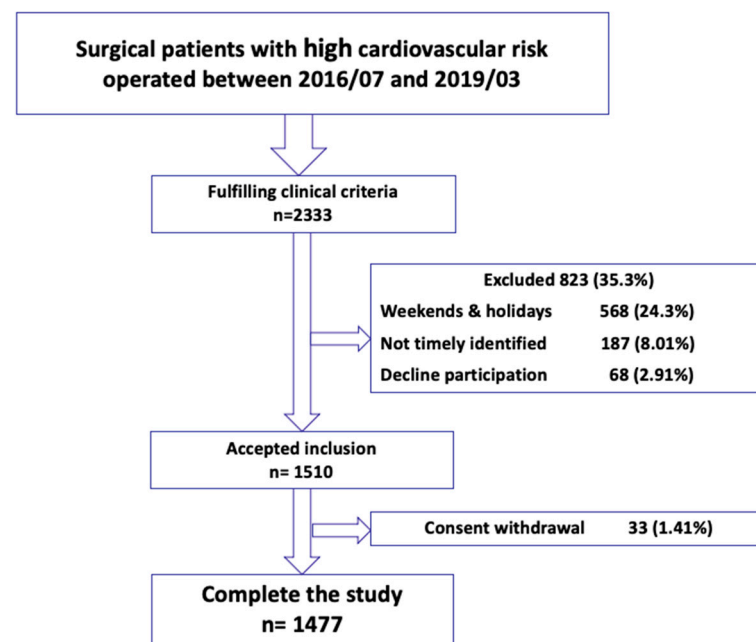 Surgical patients with high cardiovascular risk
operated between 2016/07 and 2019/03
Fulfilling clinical criteria
n=2333
Excluded 823 (35.3%)
Weekends & holidays 568 (24.3%)
Not timely identified 187 (8.01%)
Decline participation 68 (2.91%)
Accepted inclusion
n= 1510
Consent withdrawal 33 (1.41%)
Complete the study
n= 1477